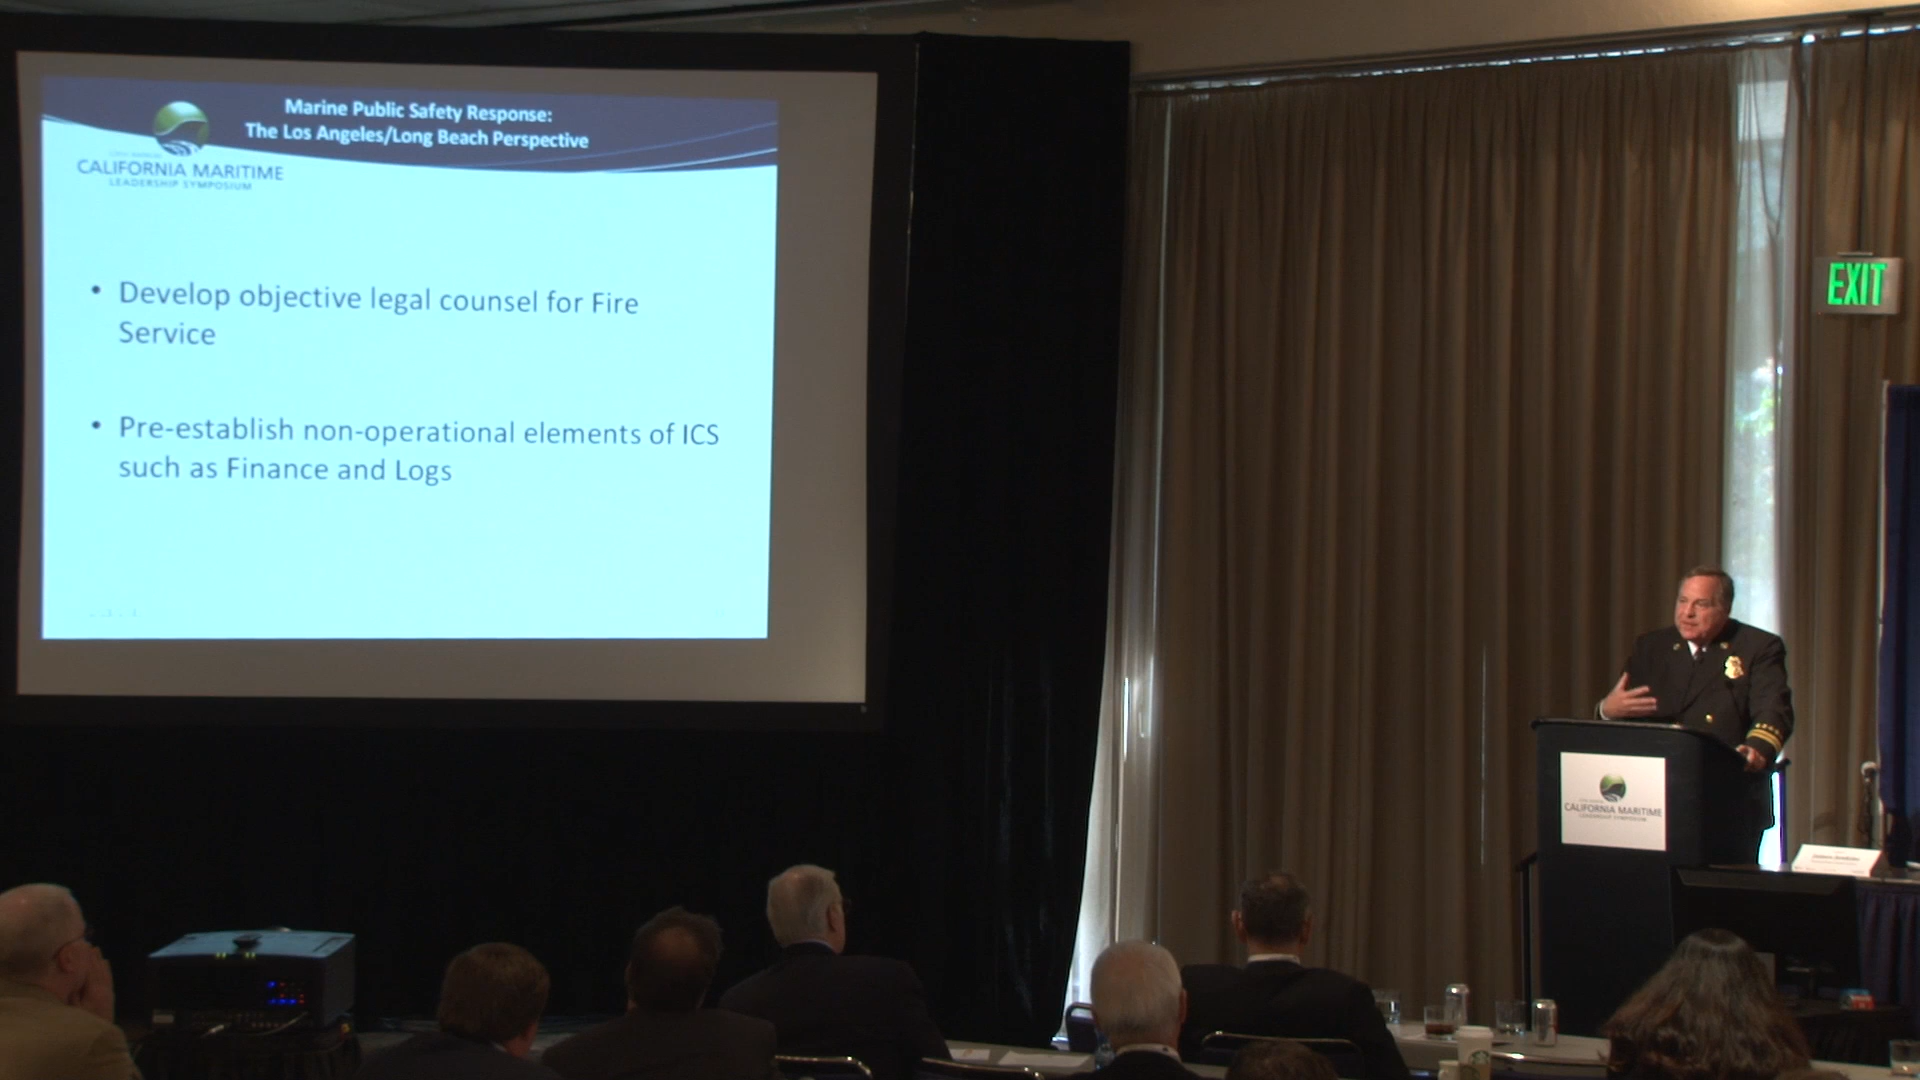 Marine Public Safety Response:
The Los Angeles/Long Beach Perspective
CALIFORNIA MARITIME
LEADERSHIP SYMPOSIUM
• Develop objective legal counsel for Fire
Service
• Pre-establish non-operational elements of ICS
such as Finance and Logs
EXIT
CALIFORNIA MARITIME
LEADERSHIP SYMPOSIUM